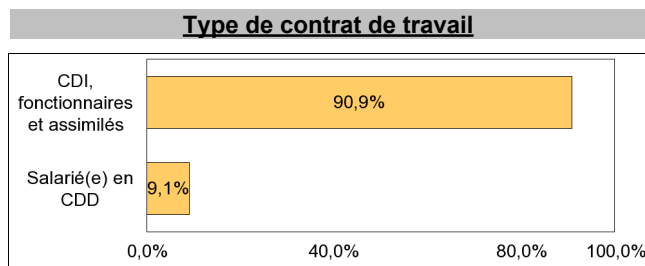 Type de contrat de travail
CDI,
fonctionnaires
et assimilés
90,9%
Salarié(e) en
CDD
9,1%
0,0%
40,0%
80,0%
100,0%